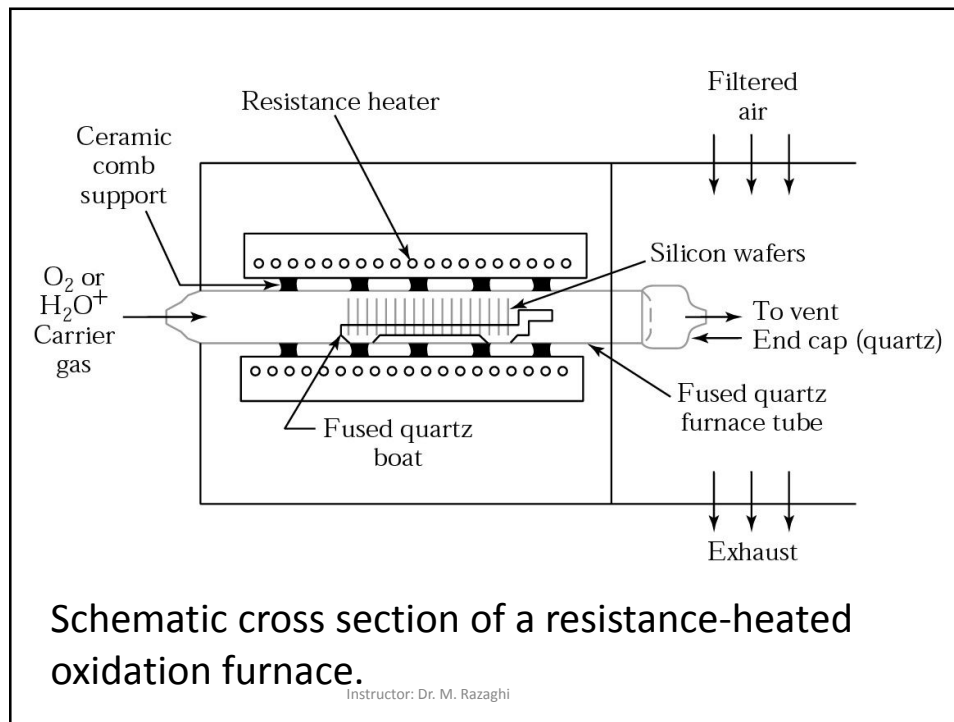 Resistance heater
Filtered
air
Ceramic
comb
support
Silicon wafers
O₂ or
H₂O⁺
Carrier
gas
To vent
End cap (quartz)
Fused quartz
furnace tube
Fused quartz
boat
Exhaust
Schematic cross section of a resistance-heated
oxidation furnace.
Instructor: Dr. M. Razaghi